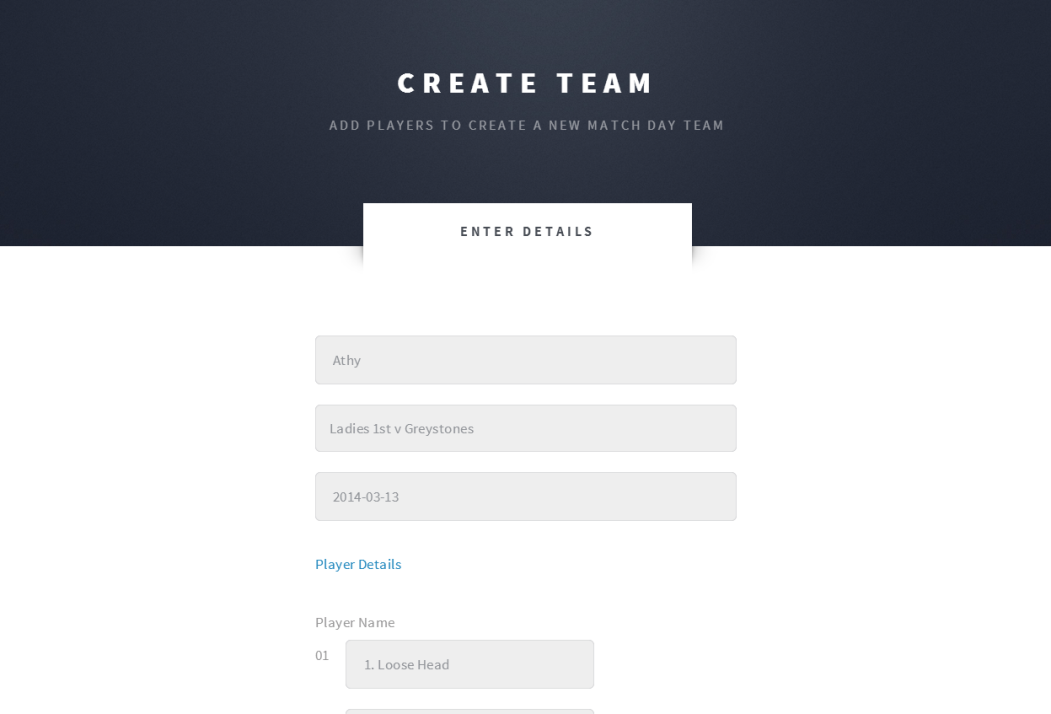 CREATE TEAM
ADD PLAYERS TO CREATE A NEW MATCH DAY TEAM
ENTER DETAILS
Athy
Ladies 1st v Greystones
2014-03-13
Player Details
Player Name
01
1. Loose Head